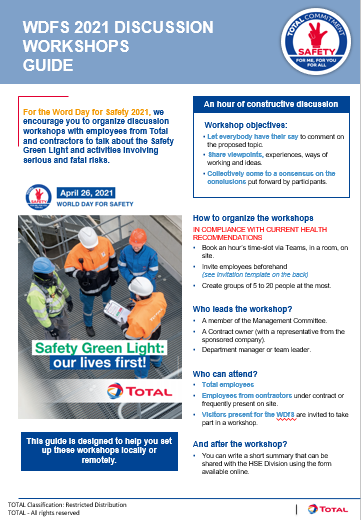 WDFS 2021 DISCUSSION
WORKSHOPS
GUIDE
TOTAL COMMITMENT
SAFETY
FOR ME, FOR YOU
FOR ALL
For the Word Day for Safety 2021, we
encourage you to organize discussion
workshops with employees from Total
and contractors to talk about the Safety
Green Light and activities involving
serious and fatal risks.
April 26, 2021
WORLD DAY FOR SAFETY
Safety Green Light:
our lives first!
TOTAL
This guide is designed to help you set
up these workshops locally or
remotely.
An hour of constructive discussion
Workshop objectives:
• Let everybody have their say to comment on
the proposed topic.
• Share viewpoints, experiences, ways of
working and ideas.
• Collectively come to a consensus on the
conclusions put forward by participants.
How to organize the workshops
IN COMPLIANCE WITH CURRENT HEALTH
RECOMMENDATIONS
• Book an hour's time-slot via Teams, in a room, on
site.
• Invite employees beforehand
(see invitation template on the back)
• Create groups of 5 to 20 people at the most.
Who leads the workshop?
• A member of the Management Committee.
• A Contract owner (with a representative from the
sponsored company).
• Department manager or team leader.
Who can attend?
• Total employees
• Employees from contractors under contract or
frequently present on site.
• Visitors present for the WDFS are invited to take
part in a workshop.
And after the workshop?
• You can write a short summary that can be
shared with the HSE Division using the form
available online.
TOTAL Classification: Restricted Distribution
TOTAL - All rights reserved
TOTAL